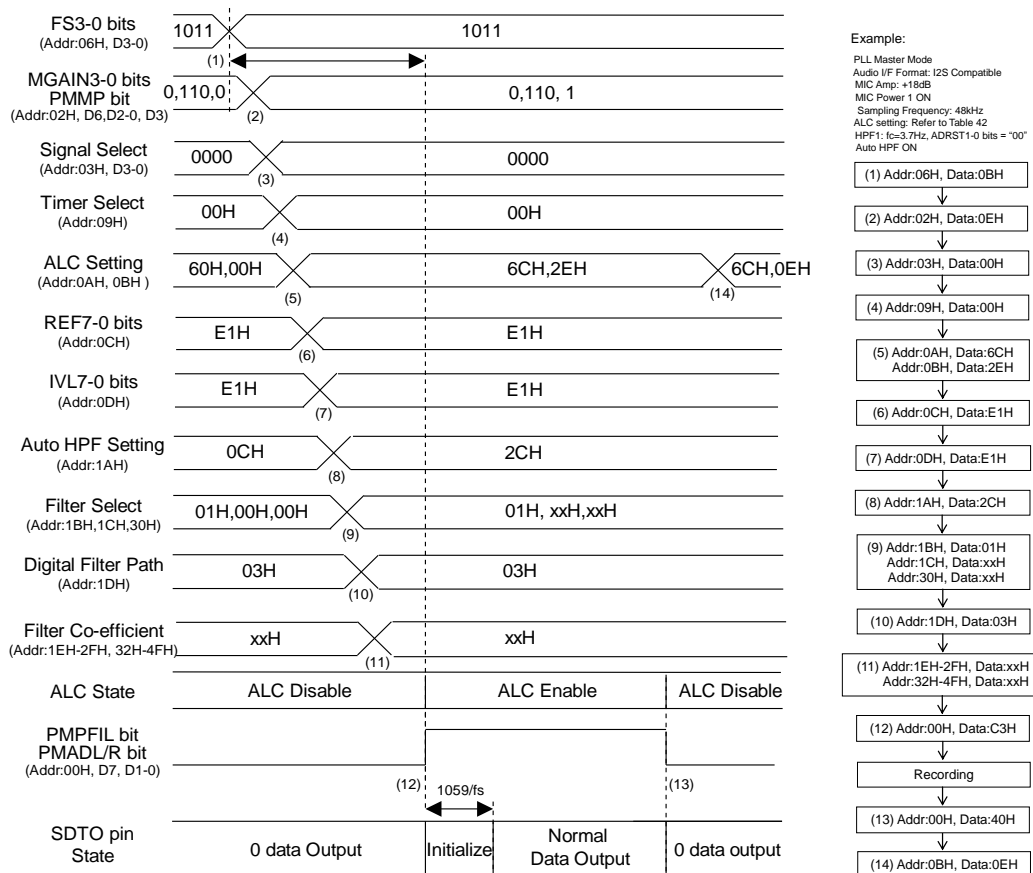 FS3-0 bits
(Addr:06H, D3-0)
1011
1011
(1)
MGAIN3-0 bits
PMMP bit
(Addr:02H, D6,D2-0, D3)
0,110,0
0,110, 1
(2)
Signal Select
(Addr:03H, D3-0)
0000
0000
(3)
Timer Select
(Addr:09H)
00H
00H
(4)
ALC Setting
(Addr:0AH, 0BH )
60H,00H
6CH,2EH
6CH,0EH
(5)
(14)
REF7-0 bits
(Addr:0CH)
E1H
E1H
(6)
IVL7-0 bits
(Addr:0DH)
E1H
E1H
(7)
Auto HPF Setting
(Addr:1AH)
0CH
2CH
(8)
Filter Select
(Addr:1BH,1CH,30H)
01H,00H,00H
01H, xxH,xxH
(9)
Digital Filter Path
(Addr:1DH)
03H
03H
(10)
Filter Co-efficient
(Addr:1EH-2FH, 32H-4FH)
xxH
xxH
(11)
ALC State
ALC Disable
ALC Enable
ALC Disable
PMPFIL bit
PMADL/R bit
(Addr:00H, D7, D1-0)
(12)
1059/fs
(13)
SDTO pin
State
0 data Output
Initialize
Normal
Data Output
0 data output
Example:
PLL Master Mode
Audio I/F Format: I2S Compatible
MIC Amp: +18dB
MIC Power 1 ON
Sampling Frequency: 48kHz
ALC setting: Refer to Table 42
HPF1: fc=3.7Hz, ADRST1-0 bits = “00”
Auto HPF ON
(1) Addr:06H, Data:0BH
(2) Addr:02H, Data:0EH
(3) Addr:03H, Data:00H
(4) Addr:09H, Data:00H
(5) Addr:0AH, Data:6CH
Addr:0BH, Data:2EH
(6) Addr:0CH, Data:E1H
(7) Addr:0DH, Data:E1H
(8) Addr:1AH, Data:2CH
(9) Addr:1BH, Data:01H
Addr:1CH, Data:xxH
Addr:30H, Data:xxH
(10) Addr:1DH, Data:03H
(11) Addr:1EH-2FH, Data:xxH
Addr:32H-4FH, Data:xxH
(12) Addr:00H, Data:C3H
Recording
(13) Addr:00H, Data:40H
(14) Addr:0BH, Data:0EH